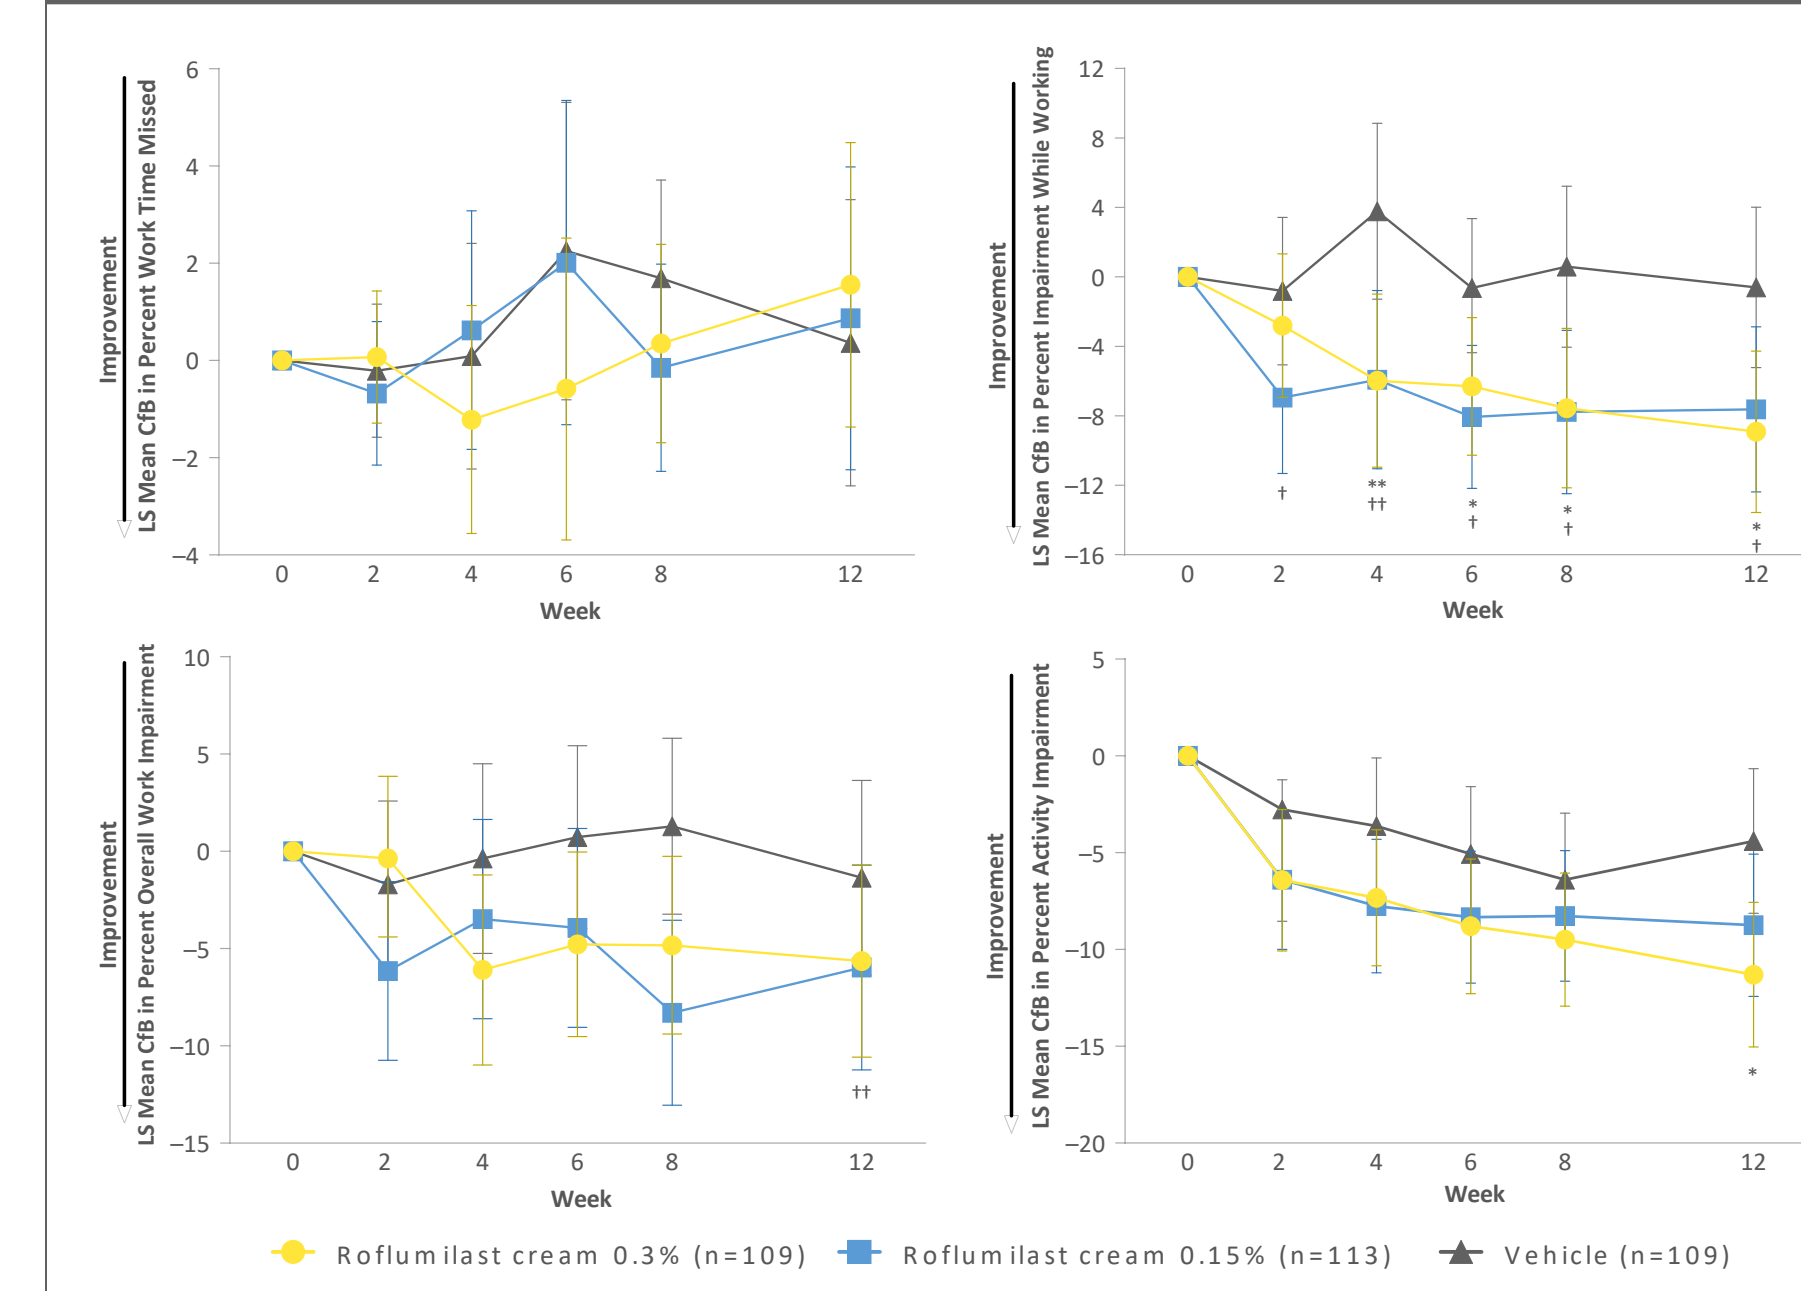 LS Mean CfB in Percent Work Time Missed
Improvement
6
4
2
0
–2
–4
0 2 4 6 8 12
Week
LS Mean CfB in Percent Impairment While Working
Improvement
12
8
4
0
–4
–8
–12
–16
†
**
††
*
†
*
†
*
†
0 2 4 6 8 12
Week
LS Mean CfB in Percent Overall Work Impairment
Improvement
10
5
0
–5
–10
–15
††
0 2 4 6 8 12
Week
LS Mean CfB in Percent Activity Impairment
Improvement
5
0
–5
–10
–15
–20
*
0 2 4 6 8 12
Week
Roflumilast cream 0.3% (n=109) Roflumilast cream 0.15% (n=113) Vehicle (n=109)